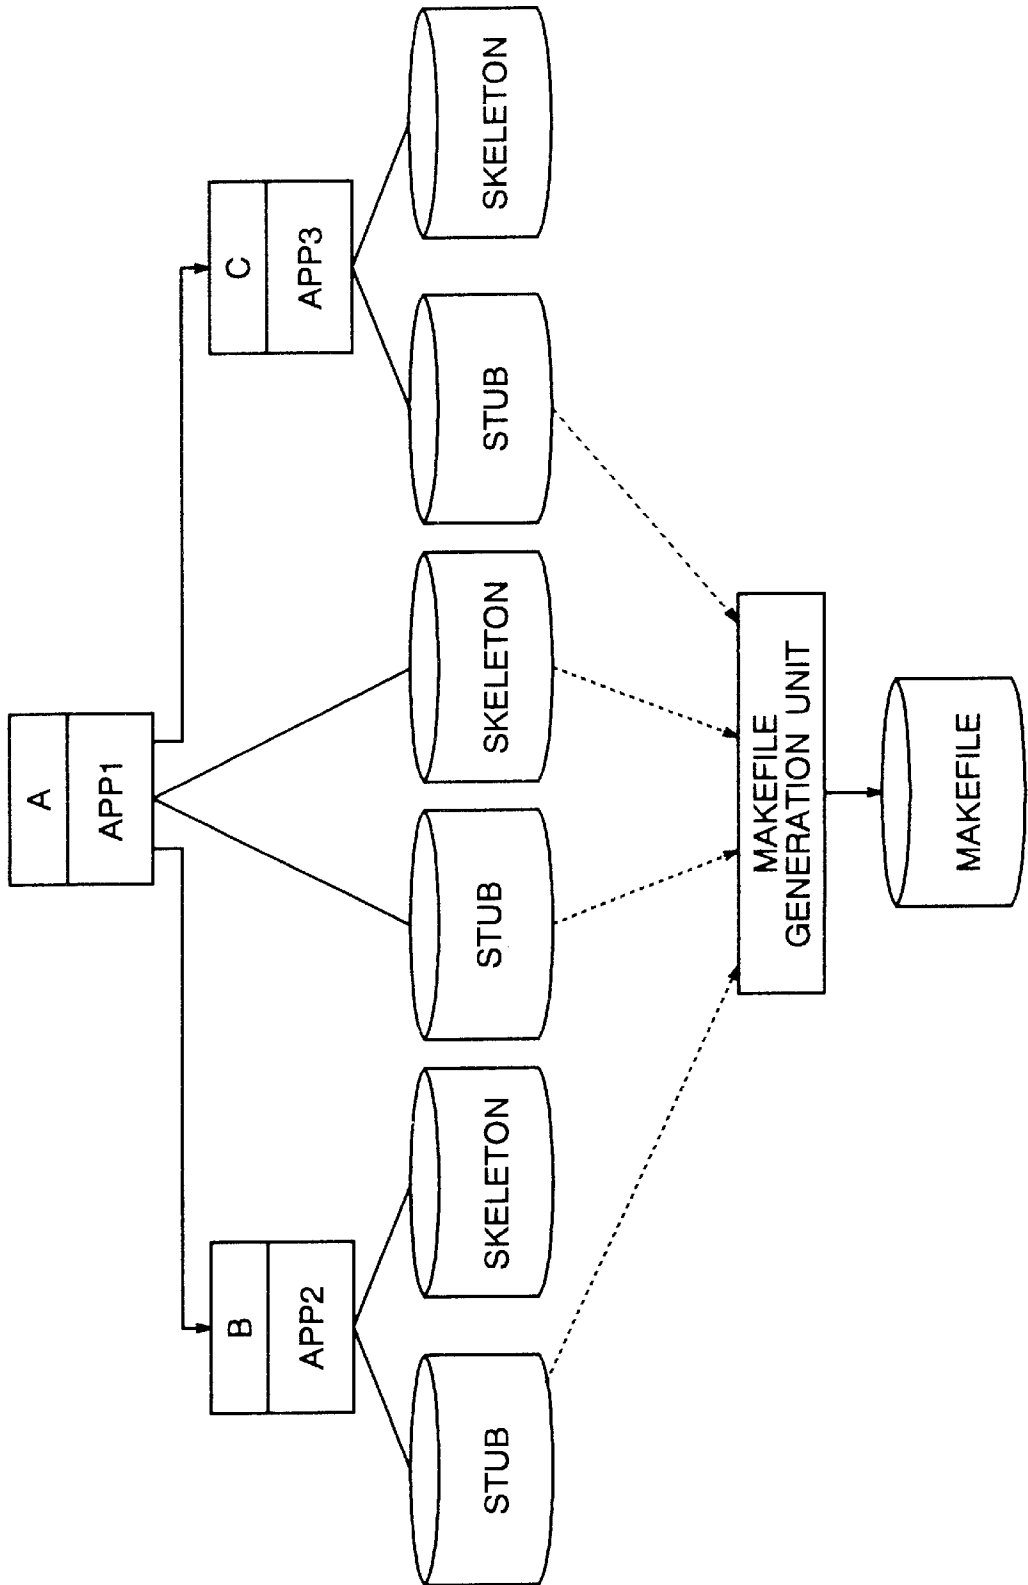 A
APP1
B
APP2
C
APP3
STUB
SKELETON
STUB
SKELETON
STUB
SKELETON
MAKEFILE
GENERATION UNIT
MAKEFILE